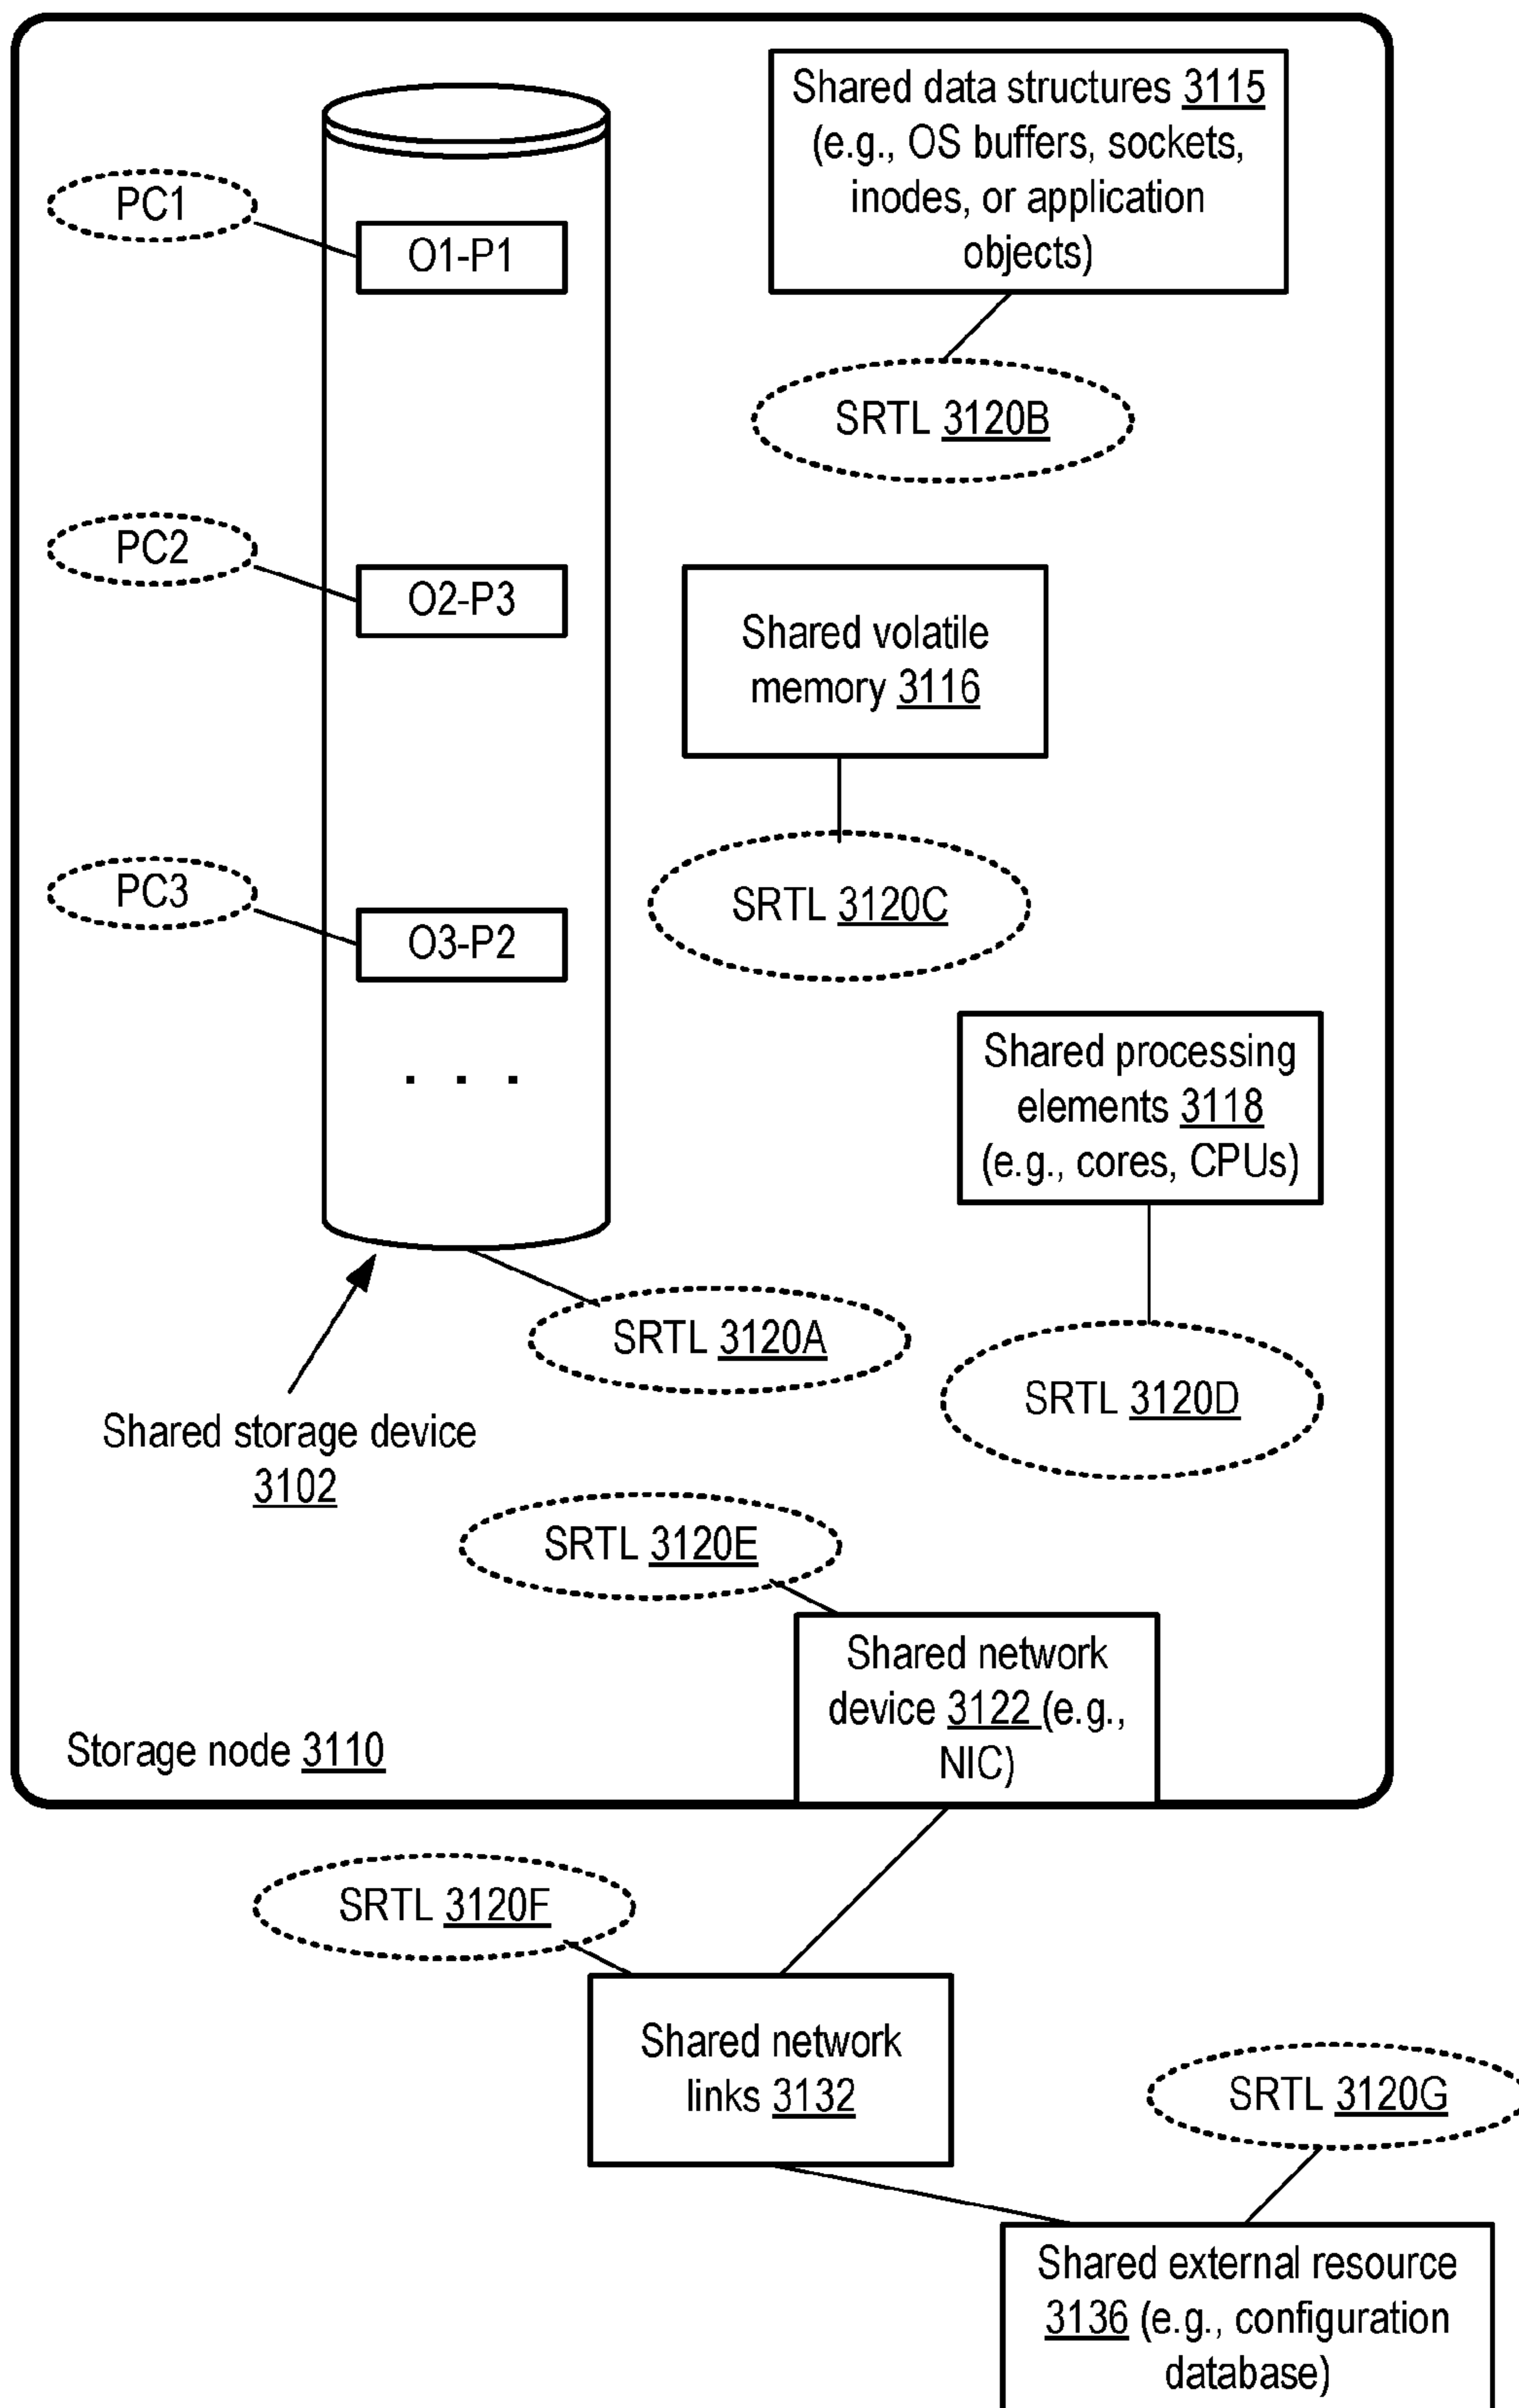 Shared data structures 3115
(e.g., OS buffers, sockets,
inodes, or application
objects)
PC1
O1-P1
SRTL 3120B
PC2
O2-P3
Shared volatile
memory 3116
PC3
O3-P2
SRTL 3120C
. . .
Shared processing
elements 3118
(e.g., cores, CPUs)
SRTL 3120A
SRTL 3120D
Shared storage device
3102
SRTL 3120E
Shared network
device 3122 (e.g.,
NIC)
Storage node 3110
SRTL 3120F
Shared network
links 3132
SRTL 3120G
Shared external resource
3136 (e.g., configuration
database)